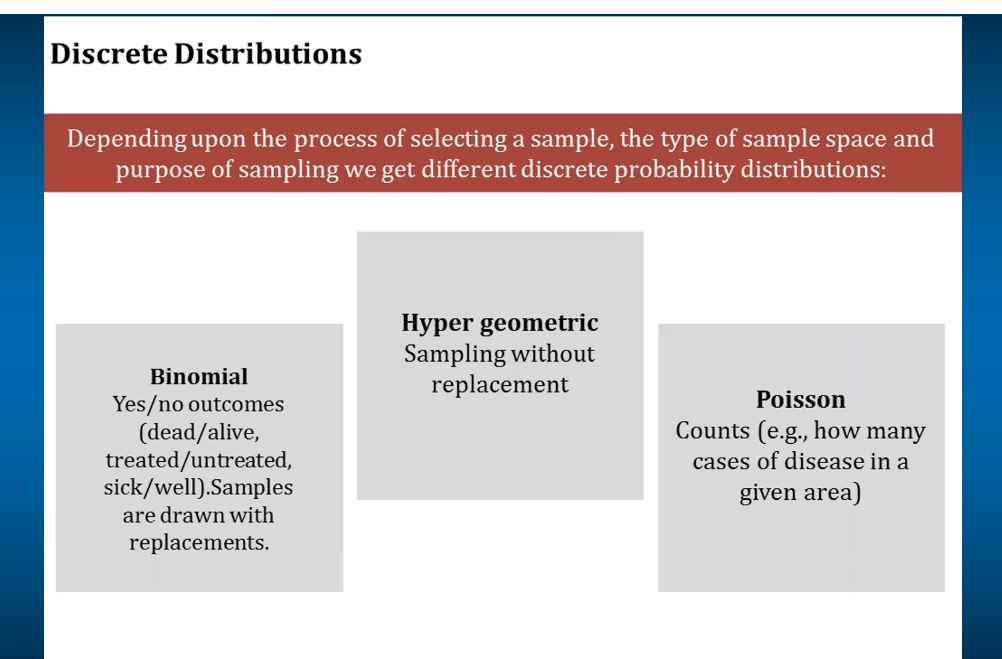 Discrete Distributions
Depending upon the process of selecting a sample, the type of sample space and
purpose of sampling we get different discrete probability distributions:
Binomial
Yes/no outcomes
(dead/alive,
treated/untreated,
sick/well).Samples
are drawn with
replacements.
Hyper geometric
Sampling without
replacement
Poisson
Counts (e.g., how many
cases of disease in a
given area)